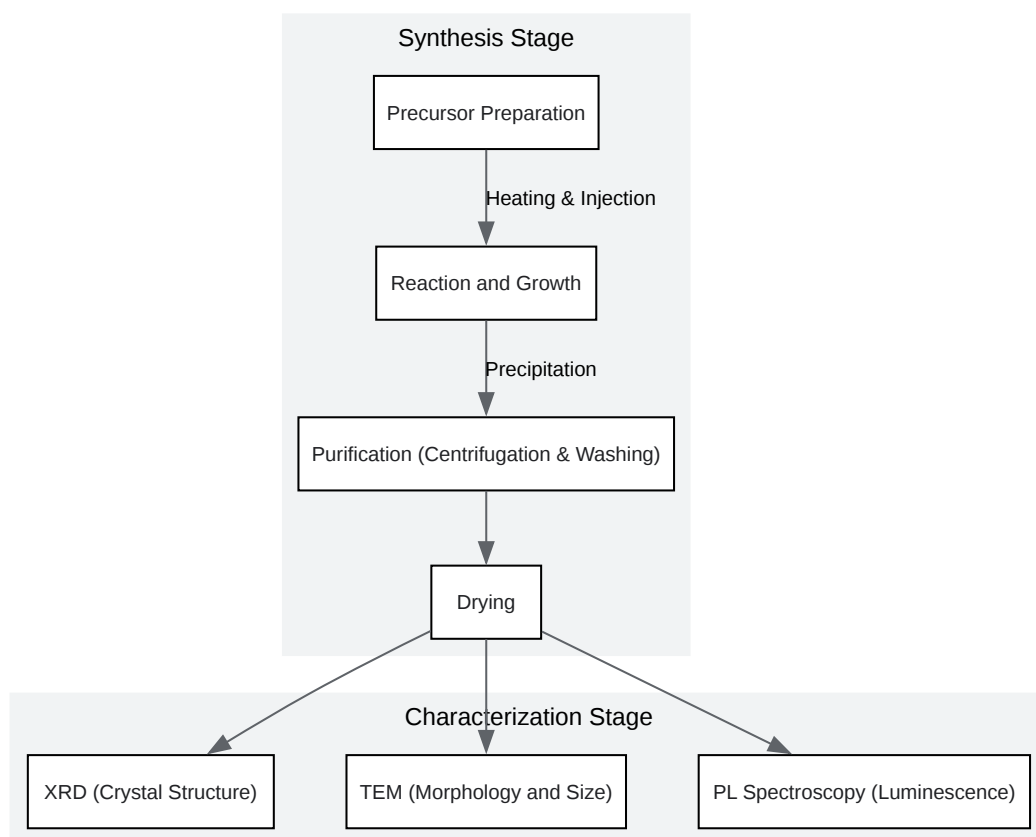 Synthesis Stage
Precursor Preparation
Heating & Injection
Reaction and Growth
Precipitation
Purification (Centrifugation & Washing)
Drying
Characterization Stage
XRD (Crystal Structure)
TEM (Morphology and Size)
PL Spectroscopy (Luminescence)